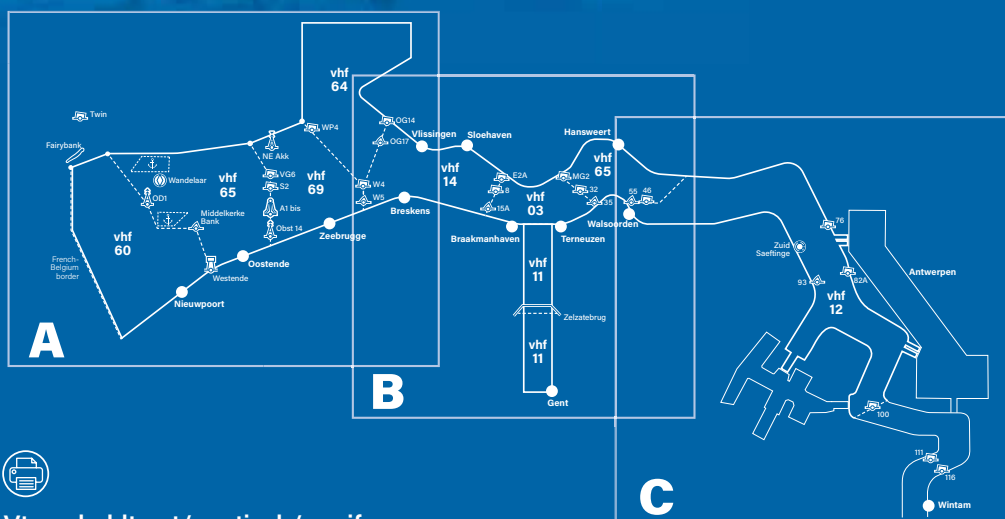 vhf
64
Twin
Fairybank
WP4
OG14
OG17
Vlissingen
Sloehaven
Hansweert
NE Akk
Wandelaar
vhf
65
VG6
S2
vhf
69
vhf
14
E2A
8
15A
MG2
32
35
vhf
65
55
46
W4
W5
OD1
A1 bis
Middelkerke
Bank
Obst 14
Breskens
vhf
03
Walsoorden
Zeebrugge
Braakmanhaven
Terneuzen
76
vhf
60
Zuid
Saeftinge
French-
Belgium
border
Oostende
Westende
vhf
11
93
82A
Antwerpen
Nieuwpoort
vhf
12
Zelzatebrug
A
vhf
11
B
Gent
100
111
116
C
Wintam